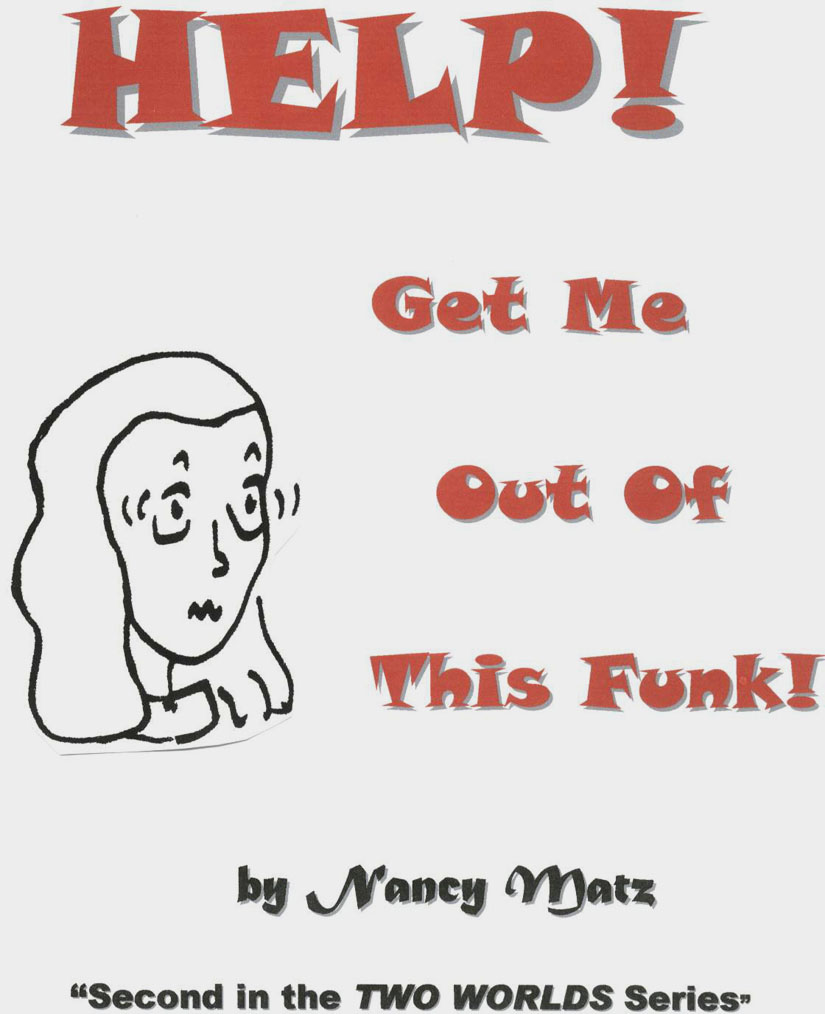 HELP!
Get Me
Out Of
This Funk!
by Nancy Matz
“Second in the TWO WORLDS Series”